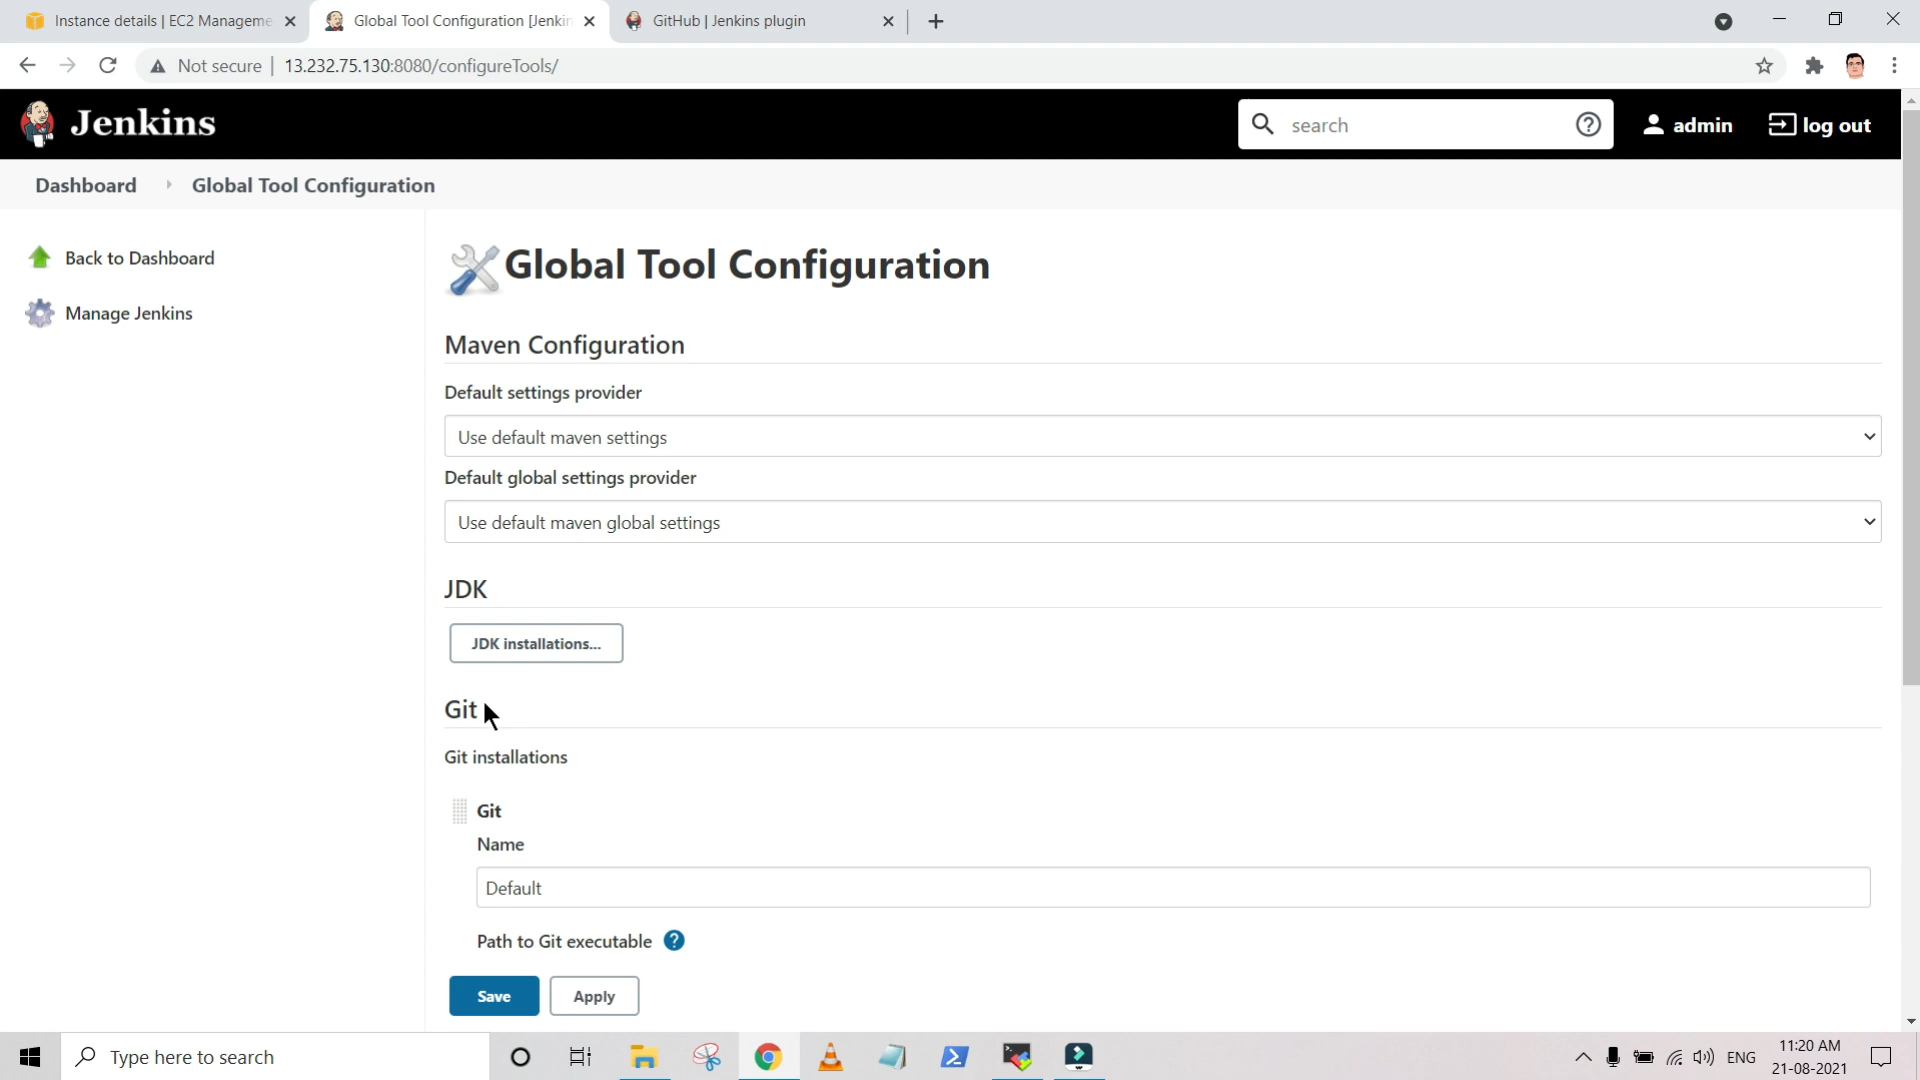 Instance details | EC2 Manageme
Global Tool Configuration [Jenkin
GitHub | Jenkins plugin
Not secure | 13.232.75.130:8080/configureTools/
Jenkins
search
admin
log out
Dashboard
Global Tool Configuration
Back to Dashboard
Manage Jenkins
Global Tool Configuration
Maven Configuration
Default settings provider
Use default maven settings
Default global settings provider
Use default maven global settings
JDK
JDK installations...
Git
Git installations
Git
Name
Default
Path to Git executable ?
Save
Apply
Type here to search
ENG
11:20 AM
21-08-2021